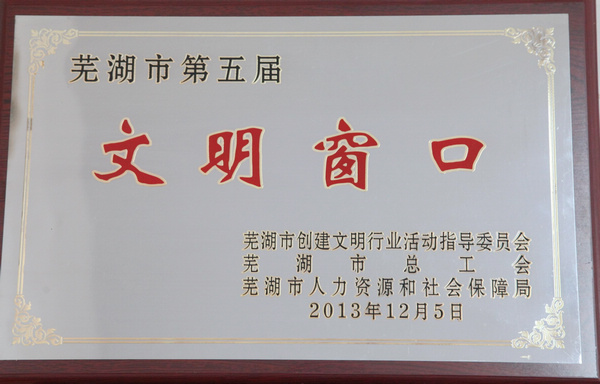 芜湖市第五届
文明窗口
芜湖市创建文明行业活动指导委员会
芜湖市总工会
芜湖市人力资源和社会保障局
2013年12月5日